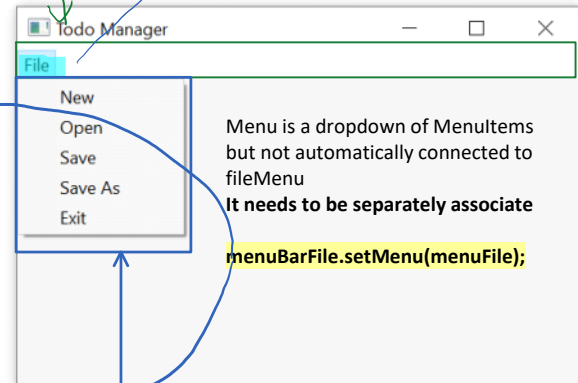 Todo Manager
File
New
Open
Save
Save As
Exit
Menu is a dropdown of MenuItems
but not automatically connected to
fileMenu
It needs to be separately associate
menuBarFile.setMenu(menuFile);